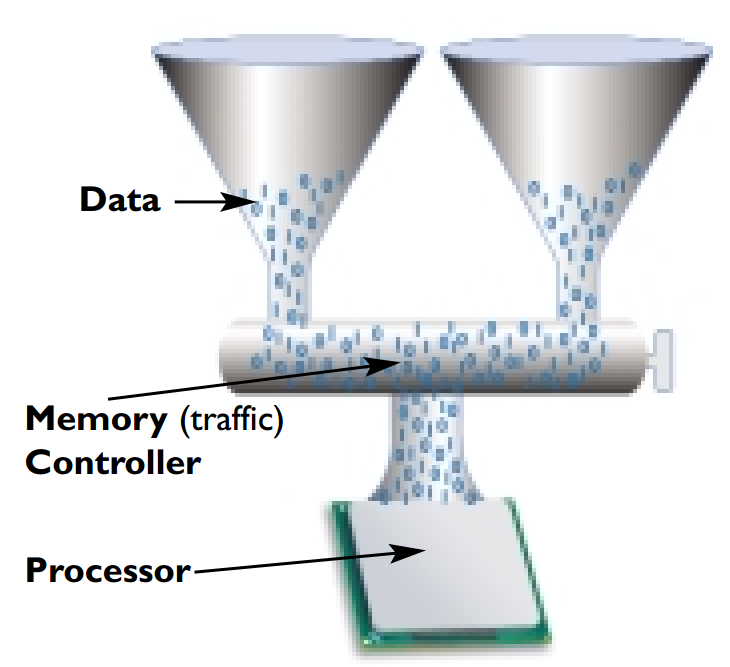 Data
Memory (traffic)
Controller
Processor